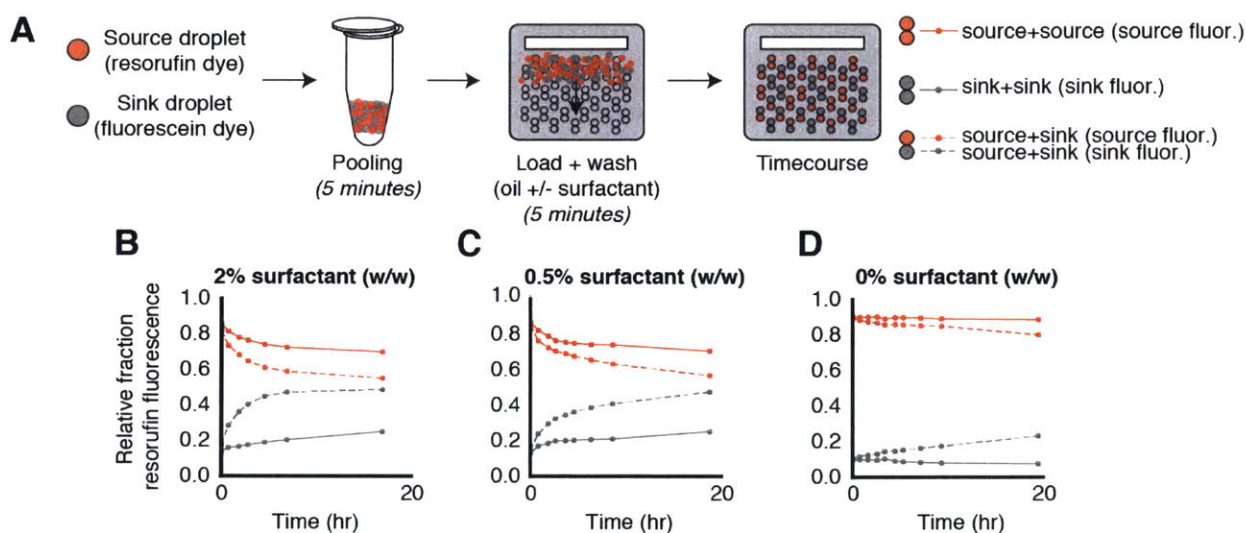 A
Source droplet
(resorufin dye)
Sink droplet
(fluorescein dye)
Pooling
(5 minutes)
Load + wash
(oil +/- surfactant)
(5 minutes)
Timecourse
source+source (source fluor.)
sink+sink (sink fluor.)
source+sink (source fluor.)
source+sink (sink fluor.)
B
2% surfactant (w/w)
Relative fraction
resorufin fluorescence
1.0
0.8
0.6
0.4
0.2
0.0
0
20
Time (hr)
C
0.5% surfactant (w/w)
1.0
0.8
0.6
0.4
0.2
0.0
0
20
Time (hr)
D
0% surfactant (w/w)
1.0
0.8
0.6
0.4
0.2
0.0
0
20
Time (hr)